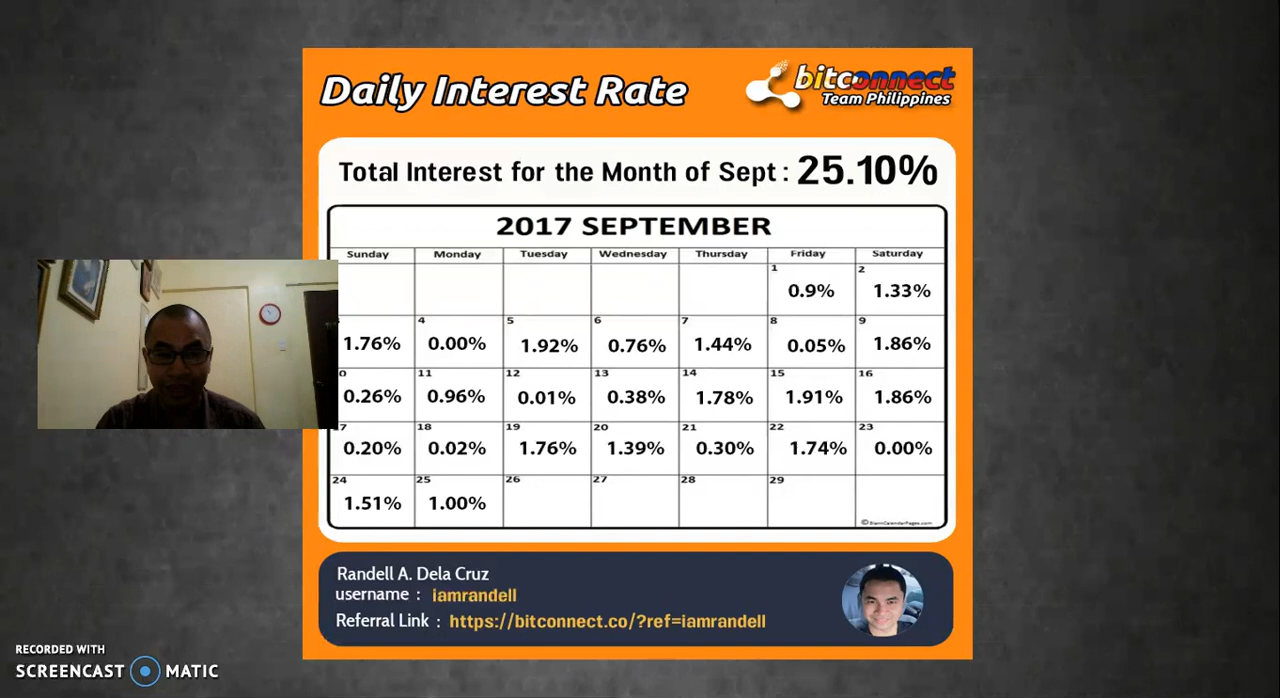 Daily Interest Rate
bitconnect
Team Philippines
Total Interest for the Month of Sept : 25.10%
2017 SEPTEMBER
Sunday Monday Tuesday Wednesday Thursday Friday Saturday
1 2
0.9% 1.33%
4 5 6 7 8 9
1.76% 0.00% 1.92% 0.76% 1.44% 0.05% 1.86%
0 11 12 13 14 15 16
0.26% 0.96% 0.01% 0.38% 1.78% 1.91% 1.86%
7 18 19 20 21 22 23
0.20% 0.02% 1.76% 1.39% 0.30% 1.74% 0.00%
24 25 26 27 28 29
1.51% 1.00%
Randell A. Dela Cruz
username : iamrandell
Referral Link : https://bitconnect.co/?ref=iamrandell
RECORDED WITH
SCREENCAST MATIC